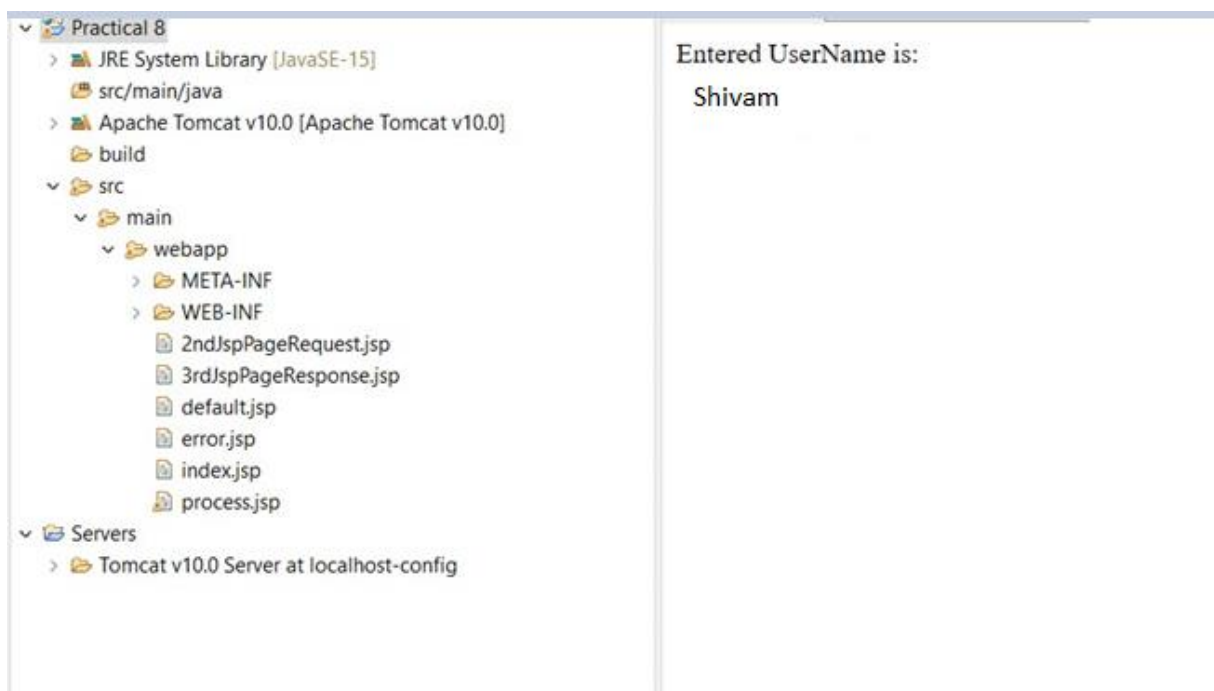 Practical 8
JRE System Library [JavaSE-15]
src/main/java
Apache Tomcat v10.0 [Apache Tomcat v10.0]
build
src
main
webapp
META-INF
WEB-INF
2ndJspPageRequest.jsp
3rdJspPageResponse.jsp
default.jsp
error.jsp
index.jsp
process.jsp
Servers
Tomcat v10.0 Server at localhost-config
Entered UserName is:
Shivam